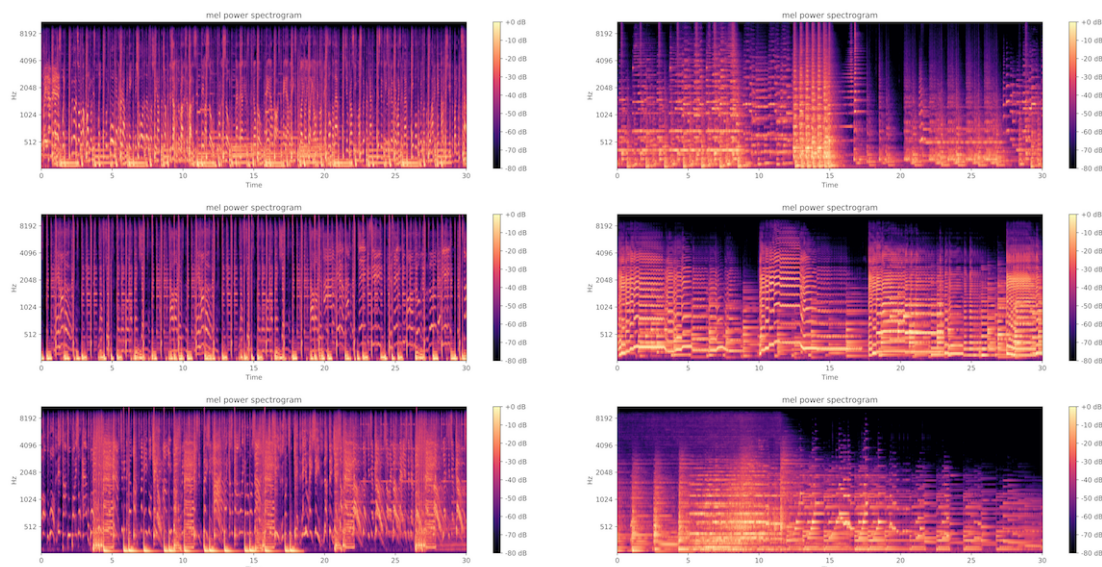 mel power spectrogram
8192
4096
2048
1024
512
Hz
0 5 10 15 20 25 30
Time
+0 dB
-10 dB
-20 dB
-30 dB
-40 dB
-50 dB
-60 dB
-70 dB
-80 dB
mel power spectrogram
8192
4096
2048
1024
512
Hz
0 5 10 15 20 25 30
Time
+0 dB
-10 dB
-20 dB
-30 dB
-40 dB
-50 dB
-60 dB
-70 dB
-80 dB
mel power spectrogram
8192
4096
2048
1024
512
Hz
0 5 10 15 20 25 30
Time
+0 dB
-10 dB
-20 dB
-30 dB
-40 dB
-50 dB
-60 dB
-70 dB
-80 dB
mel power spectrogram
8192
4096
2048
1024
512
Hz
0 5 10 15 20 25 30
Time
+0 dB
-10 dB
-20 dB
-30 dB
-40 dB
-50 dB
-60 dB
-70 dB
-80 dB
mel power spectrogram
8192
4096
2048
1024
512
Hz
0 5 10 15 20 25 30
+0 dB
-10 dB
-20 dB
-30 dB
-40 dB
-50 dB
-60 dB
-70 dB
-80 dB
mel power spectrogram
8192
4096
2048
1024
512
Hz
0 5 10 15 20 25 30
+0 dB
-10 dB
-20 dB
-30 dB
-40 dB
-50 dB
-60 dB
-70 dB
-80 dB